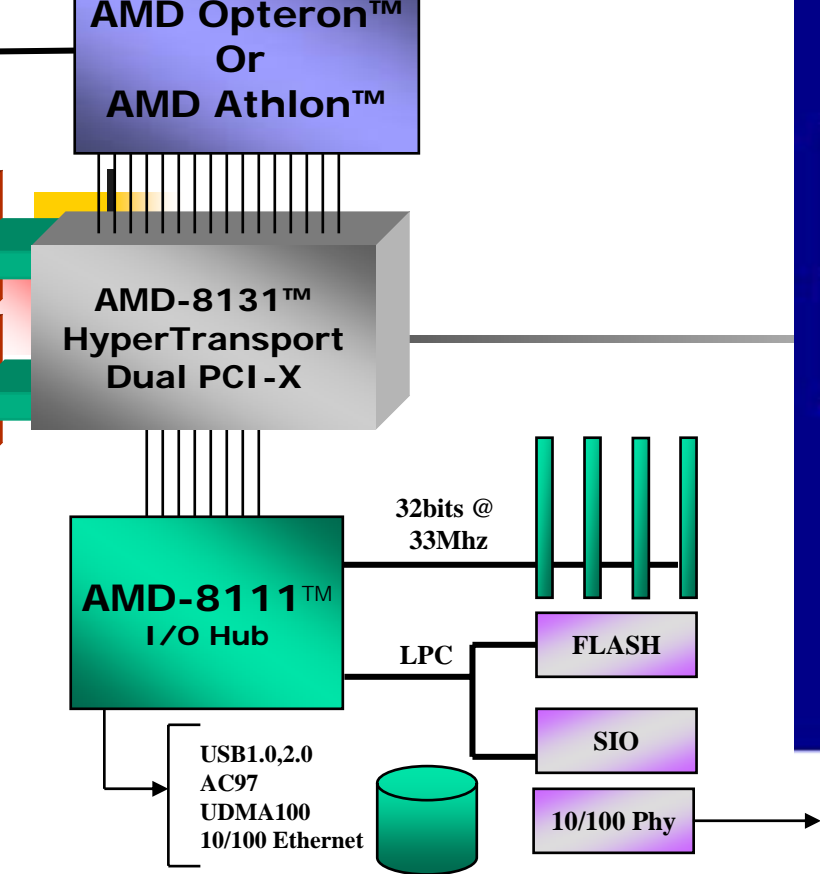 AMD Opteron™
Or
AMD Athlon™
AMD-8131™
HyperTransport
Dual PCI-X
32bits @
33Mhz
AMD-8111™
I/O Hub
LPC
FLASH
SIO
USB1.0,2.0
AC97
UDMA100
10/100 Ethernet
10/100 Phy